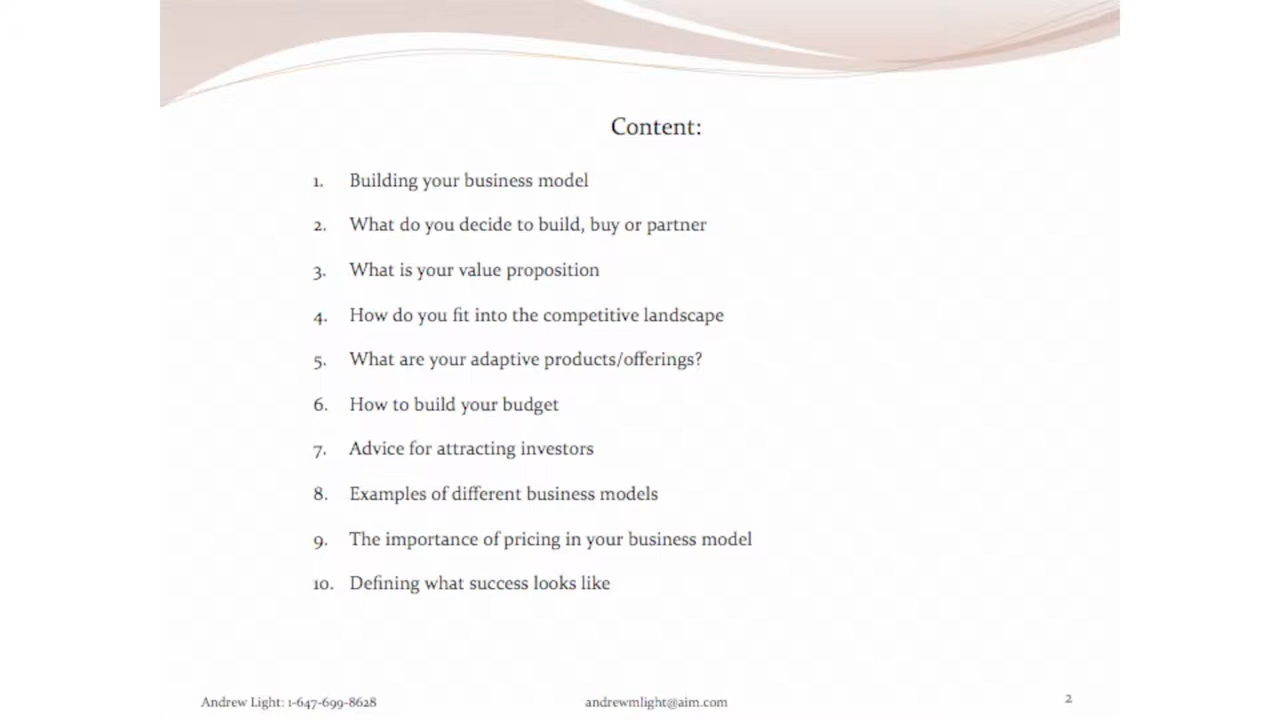 Content:
1. Building your business model
2. What do you decide to build, buy or partner
3. What is your value proposition
4. How do you fit into the competitive landscape
5. What are your adaptive products/offerings?
6. How to build your budget
7. Advice for attracting investors
8. Examples of different business models
9. The importance of pricing in your business model
10. Defining what success looks like
Andrew Light: 1-647-699-8628 andrewmlight@aim.com 2